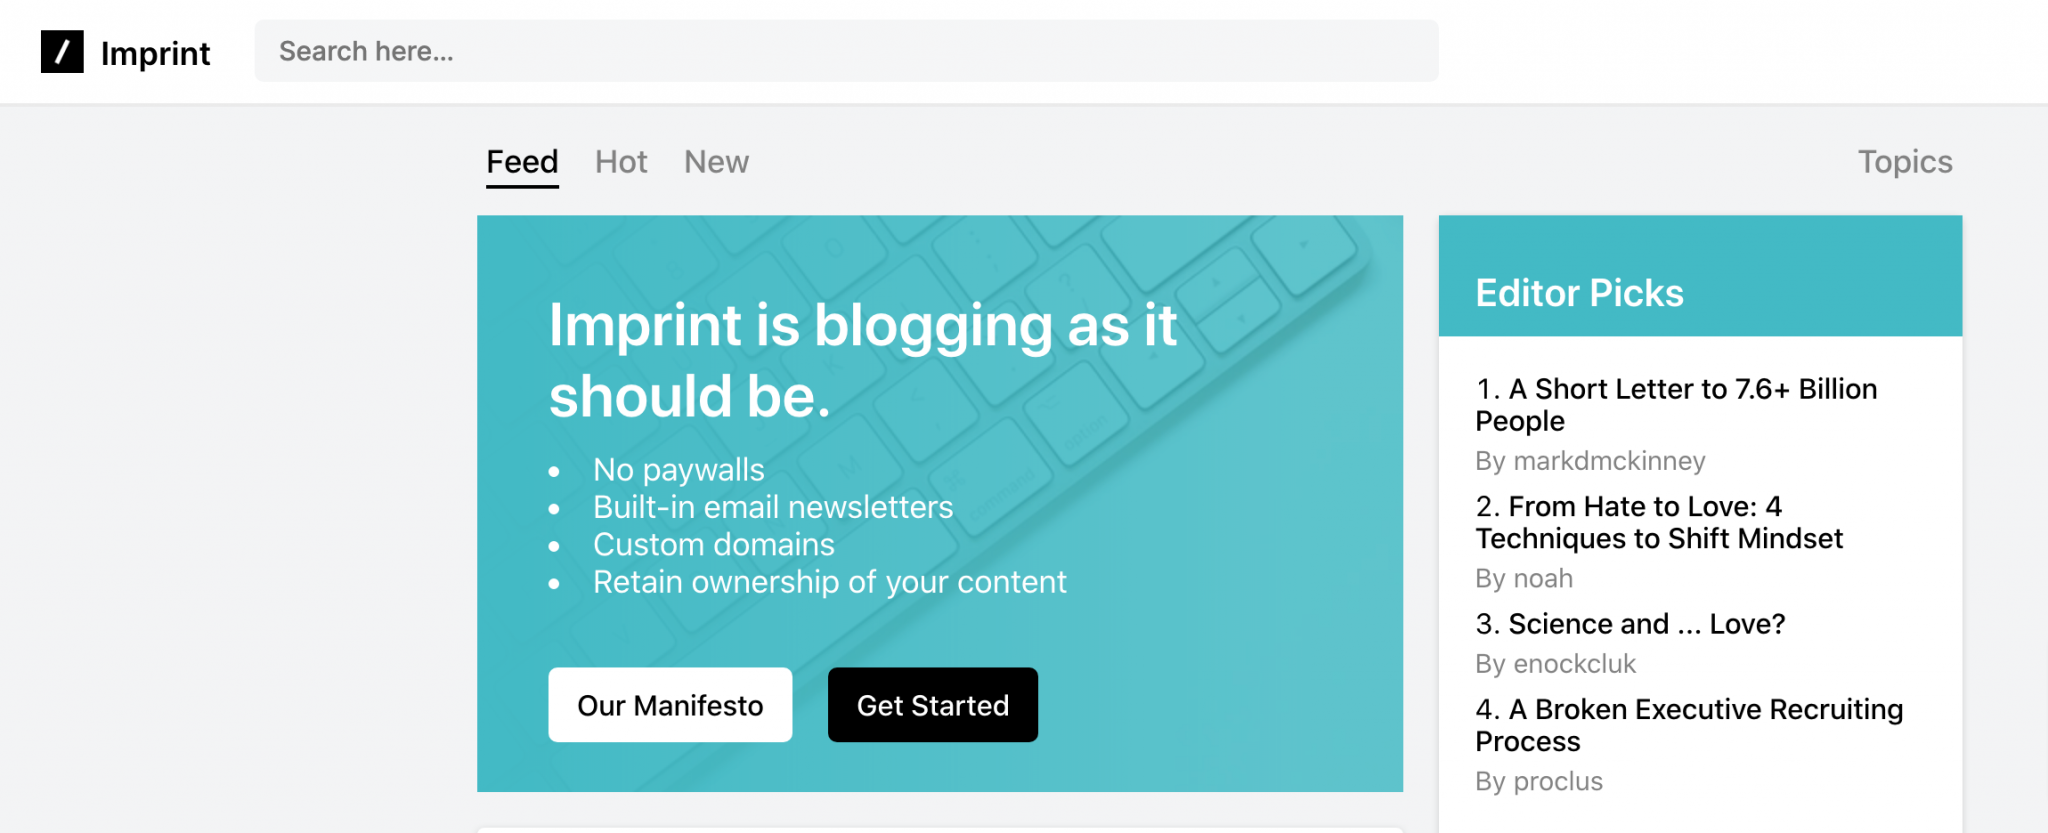 Imprint
Search here...
Feed Hot New
Topics
Imprint is blogging as it
should be.
• No paywalls
• Built-in email newsletters
• Custom domains
• Retain ownership of your content
Our Manifesto
Get Started
Editor Picks
1. A Short Letter to 7.6+ Billion
People
By markdmckinney
2. From Hate to Love: 4
Techniques to Shift Mindset
By noah
3. Science and ... Love?
By enockcluk
4. A Broken Executive Recruiting
Process
By proclus
option
command